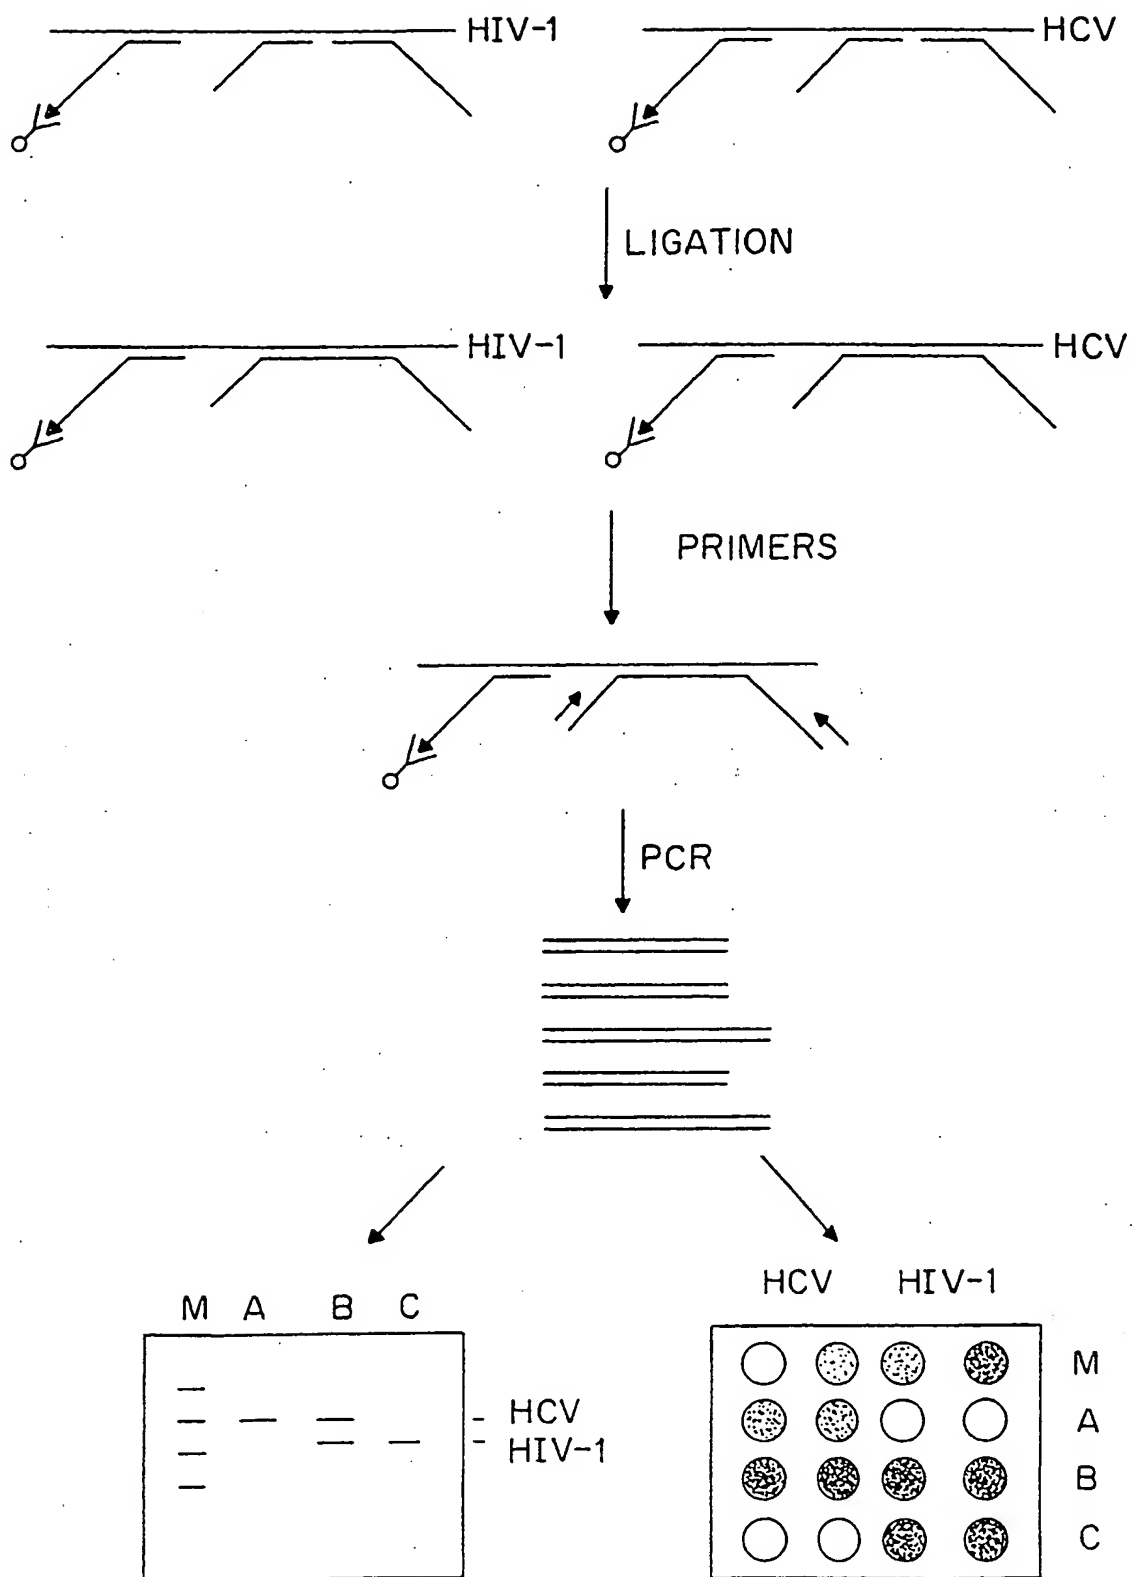 HIV-1
HCV
LIGATION
HIV-1
HCV
PRIMERS
PCR
M A B C
HCV
HIV-1
HCV HIV-1
M
A
B
C